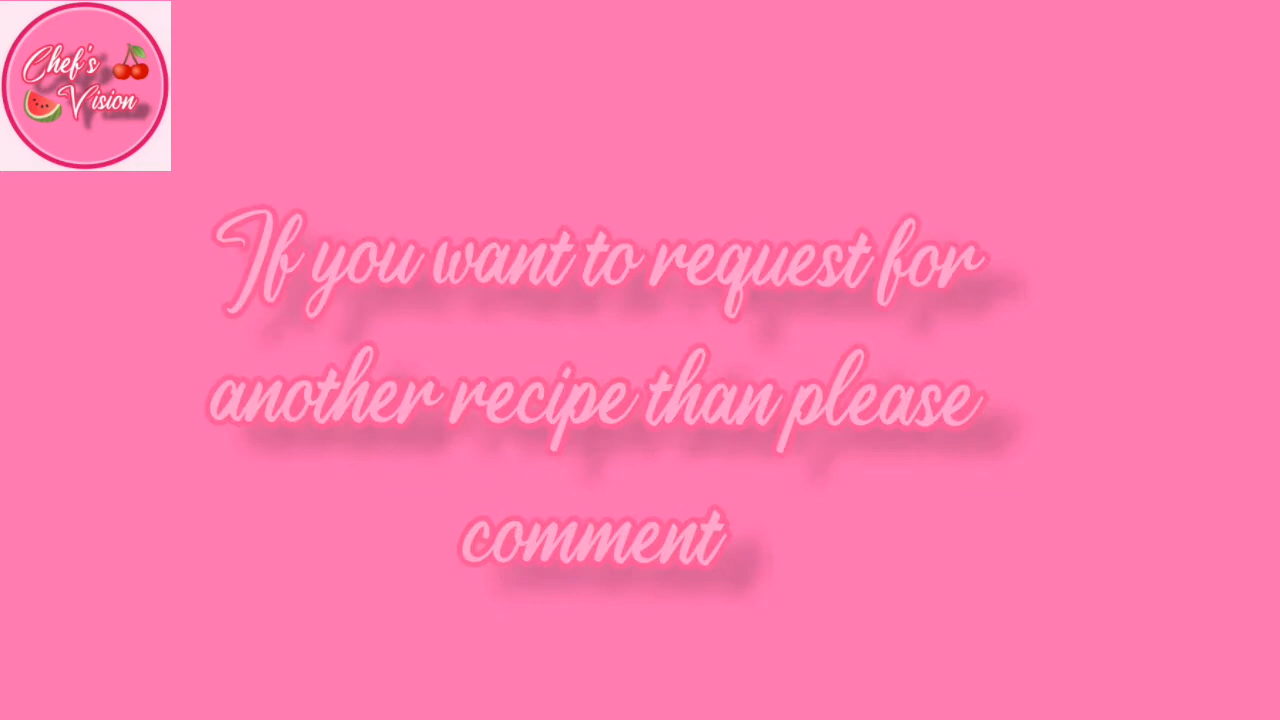 Chef's
Vision
If you want to request for
another recipe than please
comment